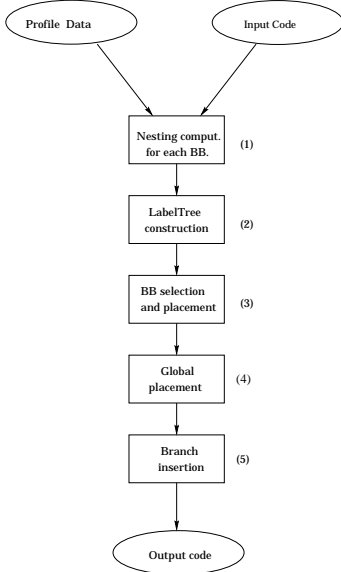 Profile Data
Input Code
Nesting comput.
for each BB.
(1)
LabelTree
construction
(2)
BB selection
and placement
(3)
Global
placement
(4)
Branch
insertion
(5)
Output code